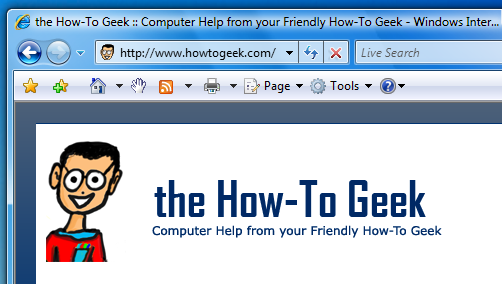 the How-To Geek :: Computer Help from your Friendly How-To Geek - Windows Inter...
http://www.howtogeek.com/
Live Search
Page
Tools
the How-To Geek
Computer Help from your Friendly How-To Geek